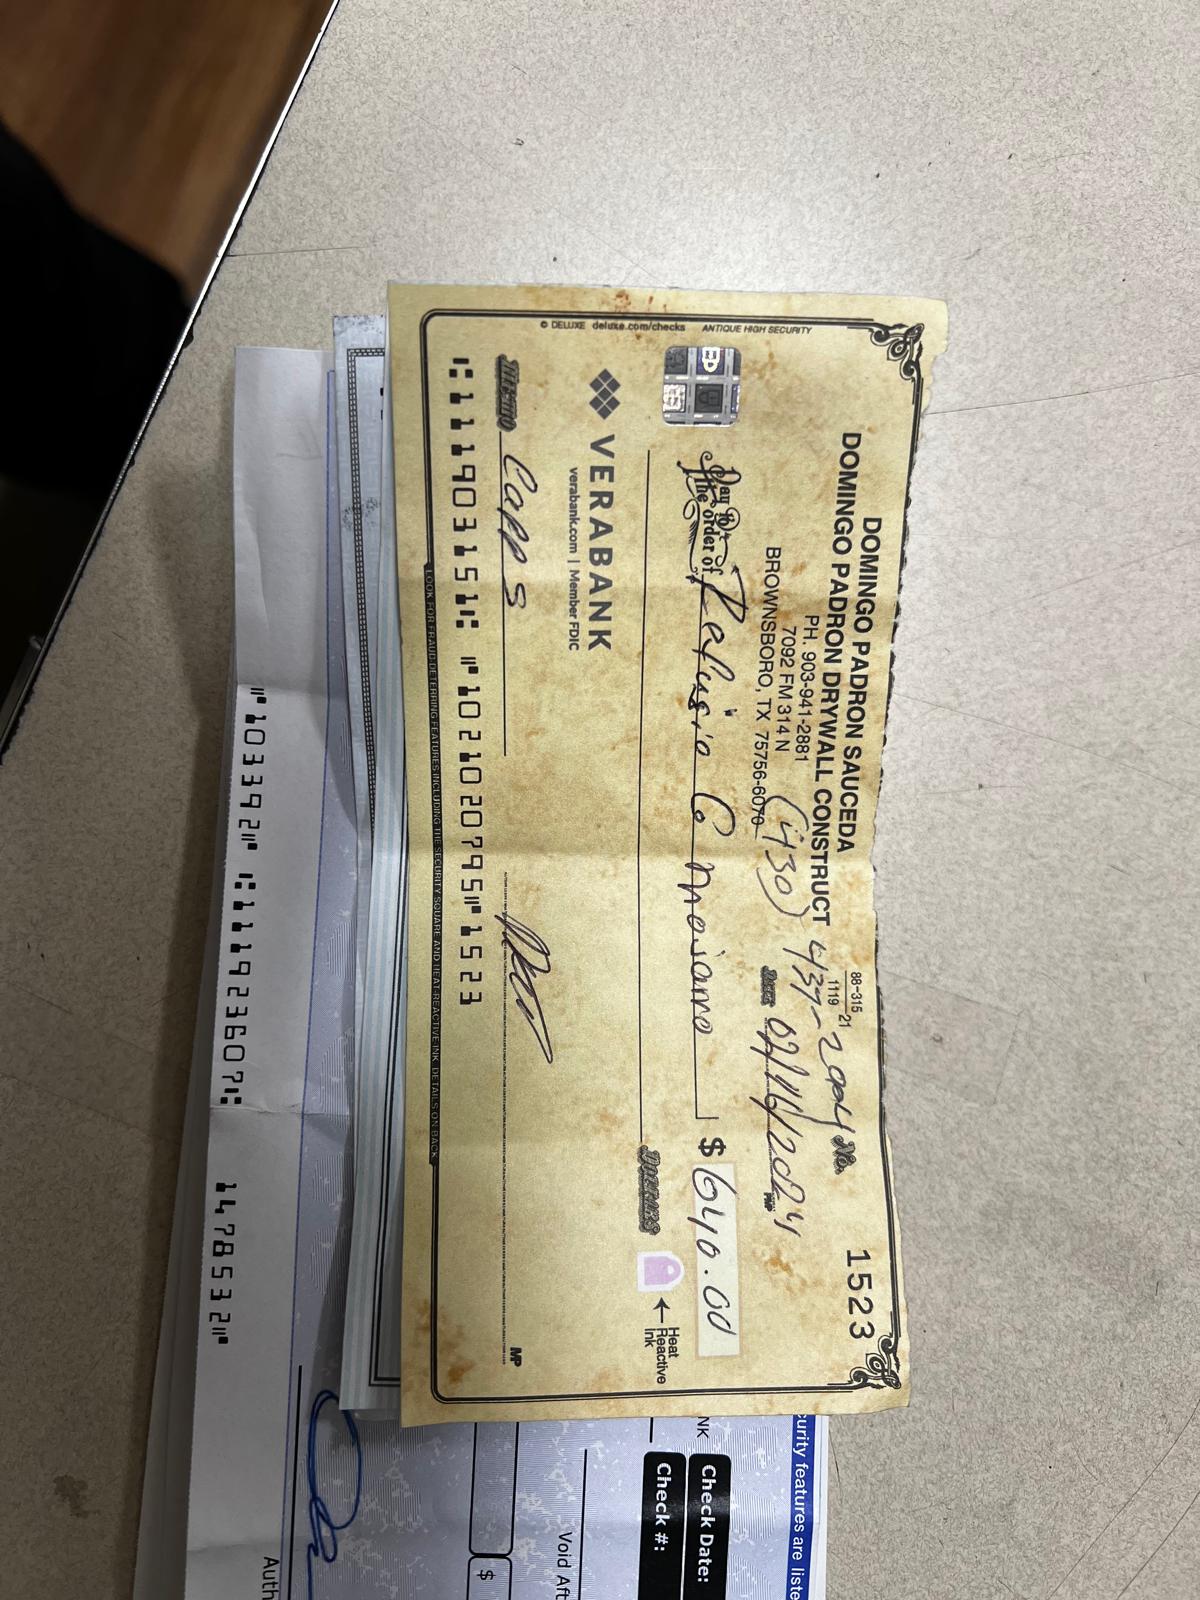 DOMINGO PADRON SAUCEDA
DOMINGO PADRON DRYWALL CONSTRUCT
PH. 903-941-2881
7092 FM 314 N
BROWNSBORO, TX 75756-6070
(430) 437-2004
88-315
1119
21
No.
1523
DATE 02/16/2024
PMP
Pay to the order of Refugio G mojarro
$ 640.00
DOLLARS
Heat Reactive Ink
VERABANK
verabank.com | Member FDIC
MEMO Capps
MP
⑆111903151⑆ ⑈1021020795⑈1523
LOOK FOR FRAUD-DETERRING FEATURES INCLUDING THE SECURITY SQUARE AND HEAT-REACTIVE INK. DETAILS ON BACK.
© DELUXE deluxe.com/checks ANTIQUE HIGH SECURITY
curity features are liste
NK
Check Date:
Check #:
Void Aft
$
Auth
⑈103392⑈ ⑆111923607⑆ 1478532⑈